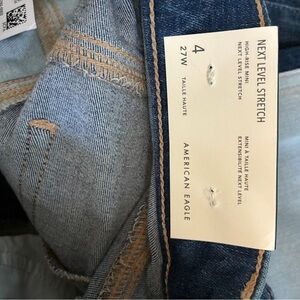 NEXT LEVEL STRETCH
HIGH-RISE MINI
NEXT LEVEL STRETCH
MINI À TAILLE HAUTE
EXTENSIBILITÉ NEXT LEVEL
4
27W
TAILLE HAUTE
AMERICAN EAGLE